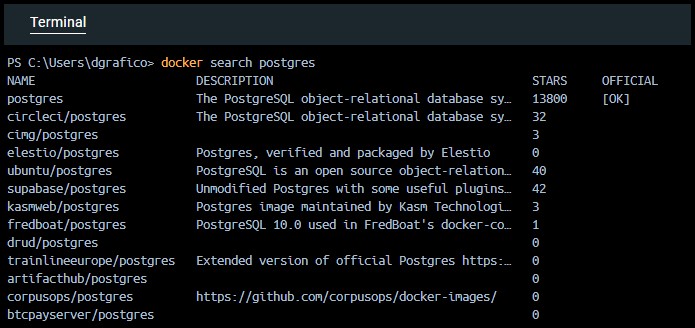 Terminal
PS C:\Users\dgrafico> docker search postgres
NAME DESCRIPTION STARS OFFICIAL
postgres The PostgreSQL object-relational database sy… 13800 [OK]
circleci/postgres The PostgreSQL object-relational database sy… 32
cimg/postgres 3
elestio/postgres Postgres, verified and packaged by Elestio 0
ubuntu/postgres PostgreSQL is an open source object-relation… 40
supabase/postgres Unmodified Postgres with some useful plugins… 42
kasmweb/postgres Postgres image maintained by Kasm Technologi… 3
fredboat/postgres PostgreSQL 10.0 used in FredBoat's docker-co… 1
drud/postgres 0
trainlineeurope/postgres Extended version of official Postgres https:… 0
artifacthub/postgres 0
corpusops/postgres https://github.com/corpusops/docker-images/ 0
btcpayserver/postgres 0